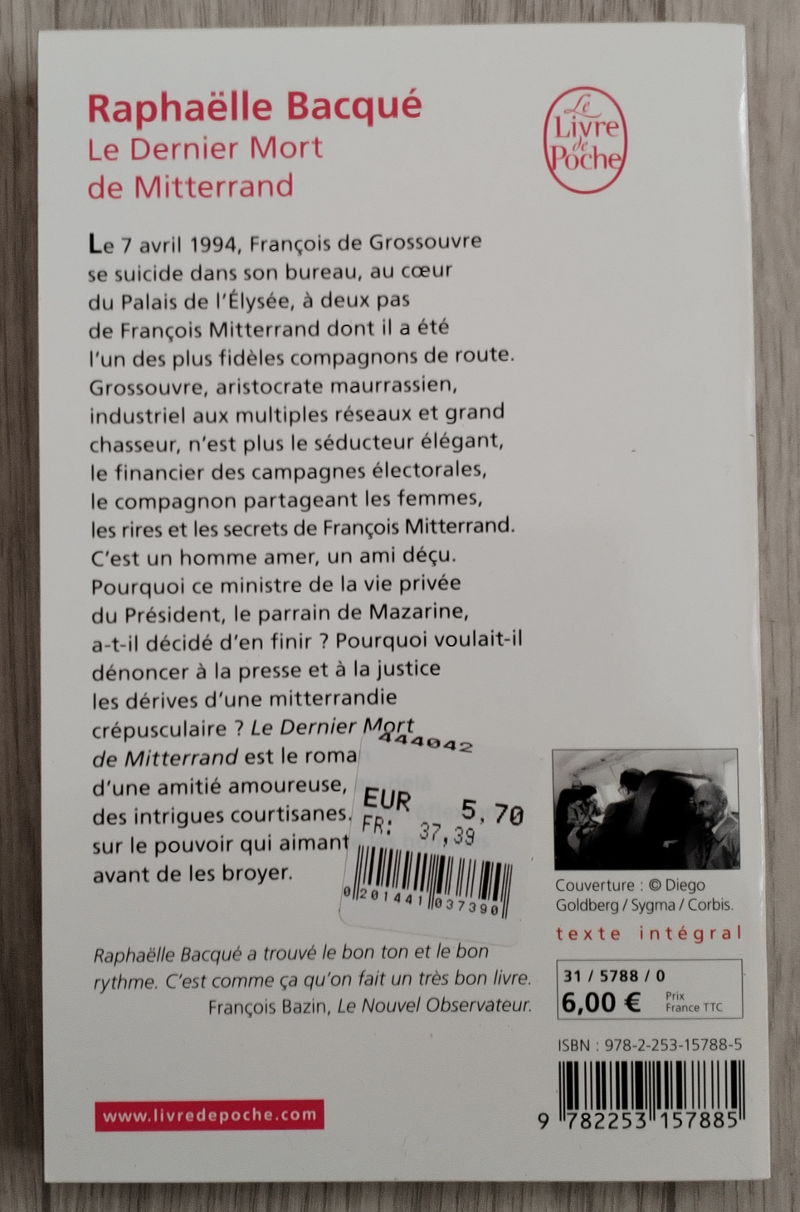 Raphaëlle Bacqué
Le Dernier Mort
de Mitterrand
Le
Livre
de
Poche
Le 7 avril 1994, François de Grossouvre
se suicide dans son bureau, au cœur
du Palais de l'Élysée, à deux pas
de François Mitterrand dont il a été
l'un des plus fidèles compagnons de route.
Grossouvre, aristocrate maurrassien,
industriel aux multiples réseaux et grand
chasseur, n'est plus le séducteur élégant,
le financier des campagnes électorales,
le compagnon partageant les femmes,
les rires et les secrets de François Mitterrand.
C'est un homme amer, un ami déçu.
Pourquoi ce ministre de la vie privée
du Président, le parrain de Mazarine,
a-t-il décidé d'en finir ? Pourquoi voulait-il
dénoncer à la presse et à la justice
les dérives d'une mitterrandie
crépusculaire ? Le Dernier Mort
de Mitterrand est le roma
d'une amitié amoureuse,
des intrigues courtisanes.
sur le pouvoir qui aimant
avant de les broyer.
444042
EUR 5,70
FR: 37,39
0 201441 037390
Raphaëlle Bacqué a trouvé le bon ton et le bon
rythme. C'est comme ça qu'on fait un très bon livre.
François Bazin, Le Nouvel Observateur.
www.livredepoche.com
Couverture : © Diego
Goldberg / Sygma / Corbis.
texte intégral
31 / 5788 / 0
6,00 € Prix
France TTC
ISBN : 978-2-253-15788-5
9 782253 157885